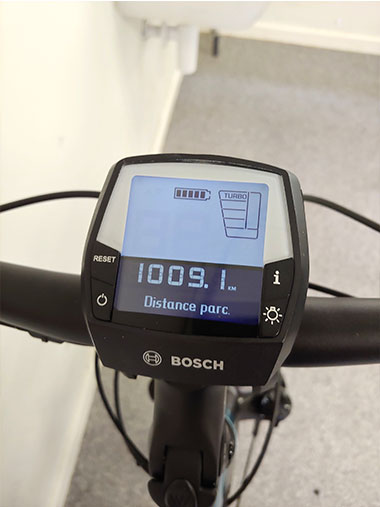 TURBO
RESET
1009.1 KM
i
Distance parc.
BOSCH